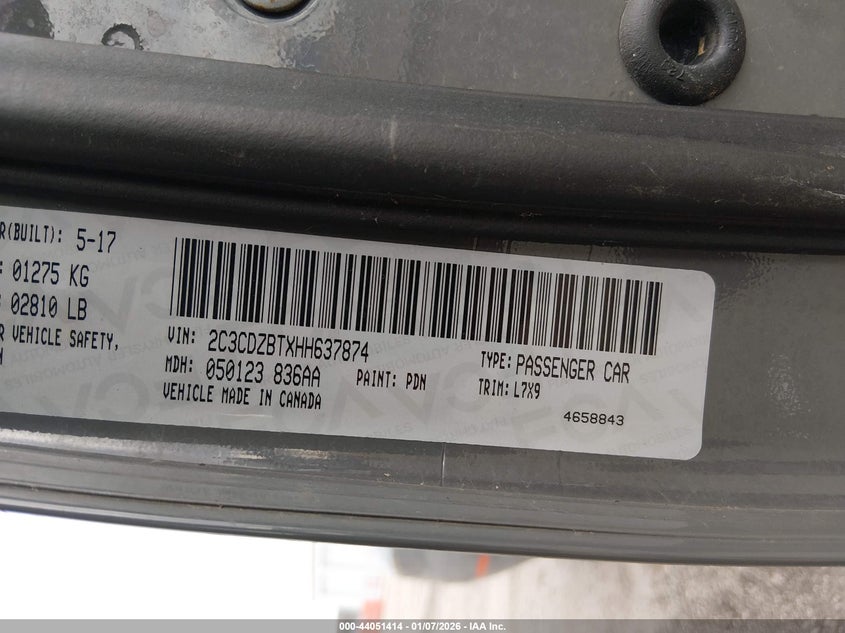 R(BUILT): 5-17
: 01275 KG
: 02810 LB
R VEHICLE SAFETY,
VIN: 2C3CDZBTXHH637874
TYPE: PASSENGER CAR
MDH: 050123 836AA
PAINT: PDN
TRIM: L7X9
VEHICLE MADE IN CANADA
4658843
000-44051414 - 01/07/2026 - © IAA Inc.